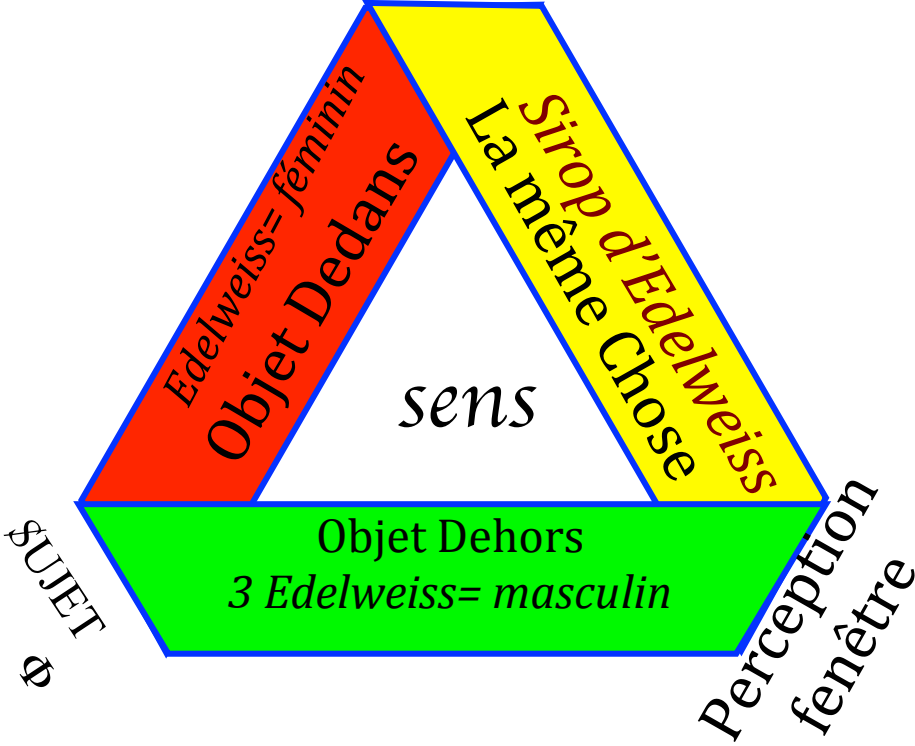 Edelweiss= féminin
Objet Dedans
Sirop d’Edelweiss
La même Chose
sens
Objet Dehors
3 Edelweiss= masculin
$UJET
Φ
Perception
fenêtre